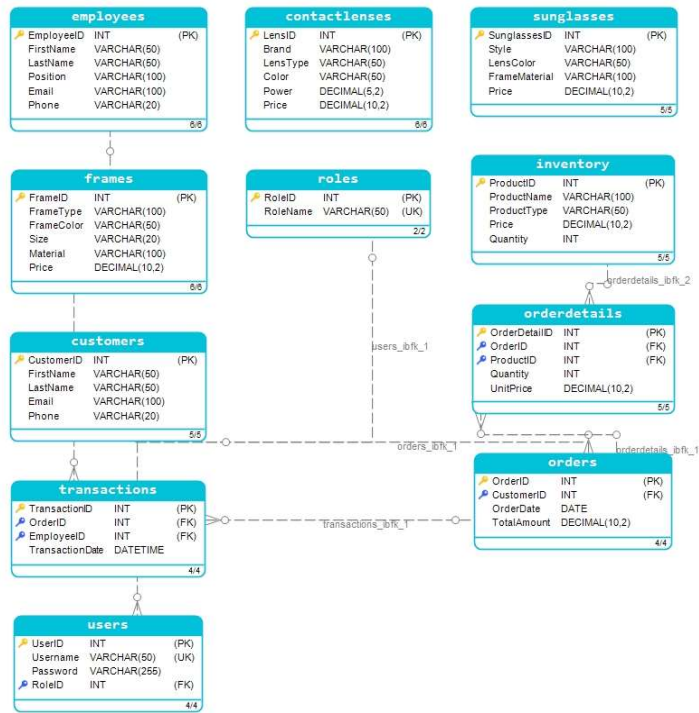 employees
EmployeeID INT (PK)
FirstName VARCHAR(50)
LastName VARCHAR(50)
Position VARCHAR(100)
Email VARCHAR(100)
Phone VARCHAR(20)
6/6
contactlenses
LensID INT (PK)
Brand VARCHAR(100)
LensType VARCHAR(50)
Color VARCHAR(50)
Power DECIMAL(5,2)
Price DECIMAL(10,2)
6/6
sunglasses
SunglassesID INT (PK)
Style VARCHAR(100)
LensColor VARCHAR(50)
FrameMaterial VARCHAR(100)
Price DECIMAL(10,2)
5/5
frames
FrameID INT (PK)
FrameType VARCHAR(100)
FrameColor VARCHAR(50)
Size VARCHAR(20)
Material VARCHAR(100)
Price DECIMAL(10,2)
6/6
roles
RoleID INT (PK)
RoleName VARCHAR(50) (UK)
2/2
inventory
ProductID INT (PK)
ProductName VARCHAR(100)
ProductType VARCHAR(50)
Price DECIMAL(10,2)
Quantity INT
5/5
orderdetails_ibfk_2
orderdetails
OrderDetailID INT (PK)
OrderID INT (FK)
ProductID INT (FK)
Quantity INT
UnitPrice DECIMAL(10,2)
5/5
customers
CustomerID INT (PK)
FirstName VARCHAR(50)
LastName VARCHAR(50)
Email VARCHAR(100)
Phone VARCHAR(20)
5/5
users_ibfk_1
orders_ibfk_1
orderdetails_ibfk_1
transactions
TransactionID INT (PK)
OrderID INT (FK)
EmployeeID INT (FK)
TransactionDate DATETIME
4/4
transactions_ibfk_1
orders
OrderID INT (PK)
CustomerID INT (FK)
OrderDate DATE
TotalAmount DECIMAL(10,2)
4/4
users
UserID INT (PK)
Username VARCHAR(50) (UK)
Password VARCHAR(255)
RoleID INT (FK)
4/4